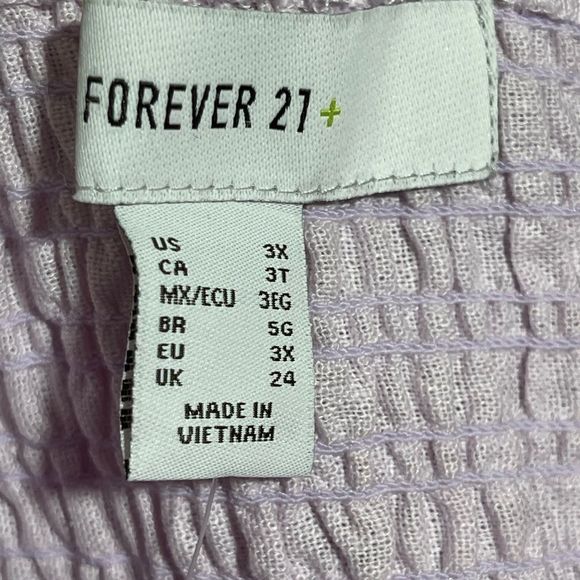 FOREVER 21+
US 3X
CA 3T
MX/ECU 3EG
BR 5G
EU 3X
UK 24
MADE IN
VIETNAM